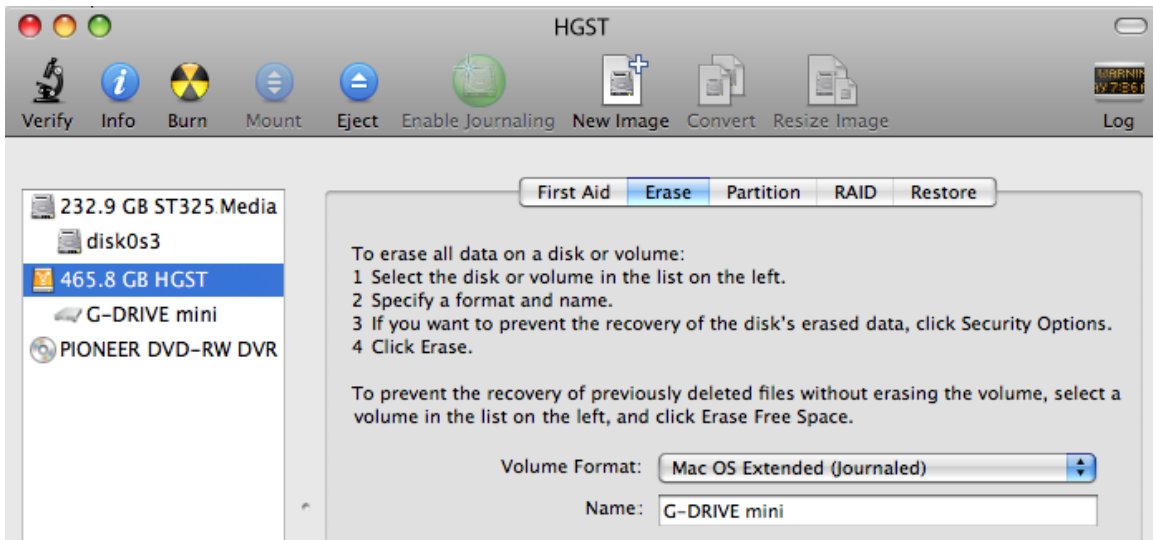 HGST
Verify Info Burn Mount Eject Enable Journaling New Image Convert Resize Image Log
First Aid Erase Partition RAID Restore
232.9 GB ST325 Media
disk0s3
465.8 GB HGST
G-DRIVE mini
PIONEER DVD-RW DVR
To erase all data on a disk or volume:
1 Select the disk or volume in the list on the left.
2 Specify a format and name.
3 If you want to prevent the recovery of the disk's erased data, click Security Options.
4 Click Erase.
To prevent the recovery of previously deleted files without erasing the volume, select a
volume in the list on the left, and click Erase Free Space.
Volume Format: Mac OS Extended (Journaled)
Name: G-DRIVE mini